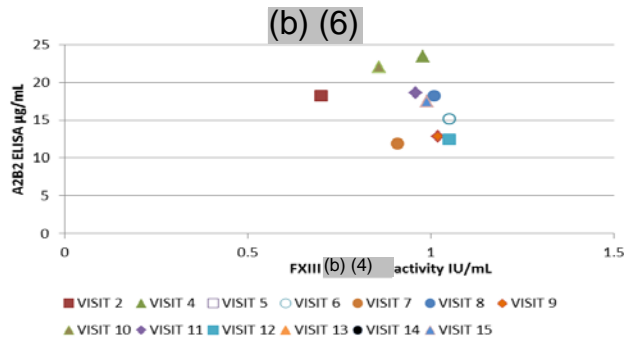 (b) (6)
25
20
15
10
5
0
A2B2 ELISA µg/mL
0 0.5 1 1.5
FXIII (b) (4) activity IU/mL
VISIT 2 VISIT 4 VISIT 5 VISIT 6 VISIT 7 VISIT 8 VISIT 9
VISIT 10 VISIT 11 VISIT 12 VISIT 13 VISIT 14 VISIT 15